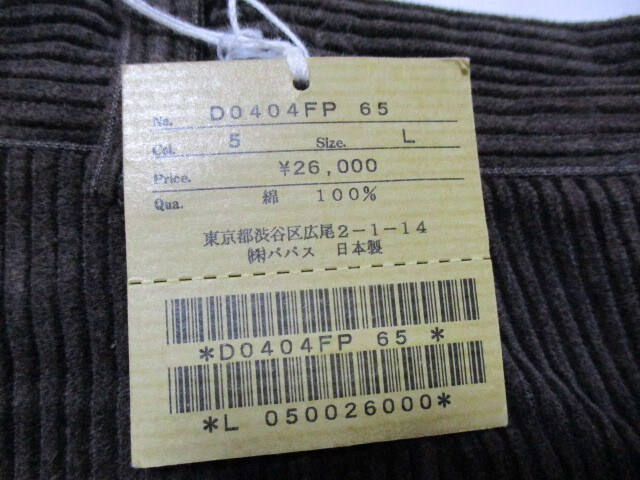 No. D0404FP 65
Col. 5 Size. L
Price. ¥26,000
Qua. 綿 100%
東京都渋谷区広尾2-1-14
㈱パパス 日本製
*D0404FP 65 *
*L 050026000*